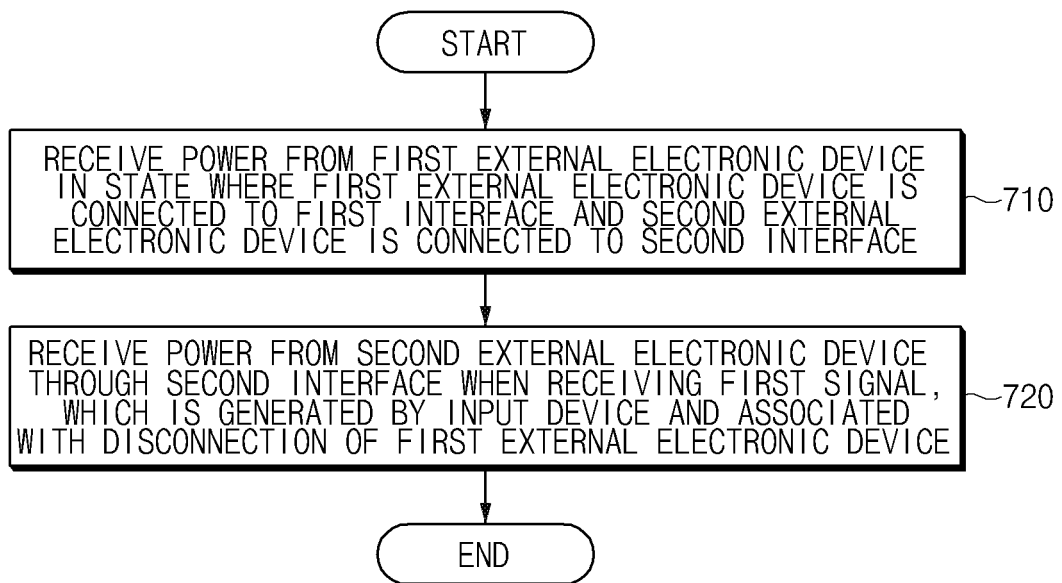 START
RECEIVE POWER FROM FIRST EXTERNAL ELECTRONIC DEVICE
IN STATE WHERE FIRST EXTERNAL ELECTRONIC DEVICE IS
CONNECTED TO FIRST INTERFACE AND SECOND EXTERNAL
ELECTRONIC DEVICE IS CONNECTED TO SECOND INTERFACE
710
RECEIVE POWER FROM SECOND EXTERNAL ELECTRONIC DEVICE
THROUGH SECOND INTERFACE WHEN RECEIVING FIRST SIGNAL,
WHICH IS GENERATED BY INPUT DEVICE AND ASSOCIATED
WITH DISCONNECTION OF FIRST EXTERNAL ELECTRONIC DEVICE
720
END